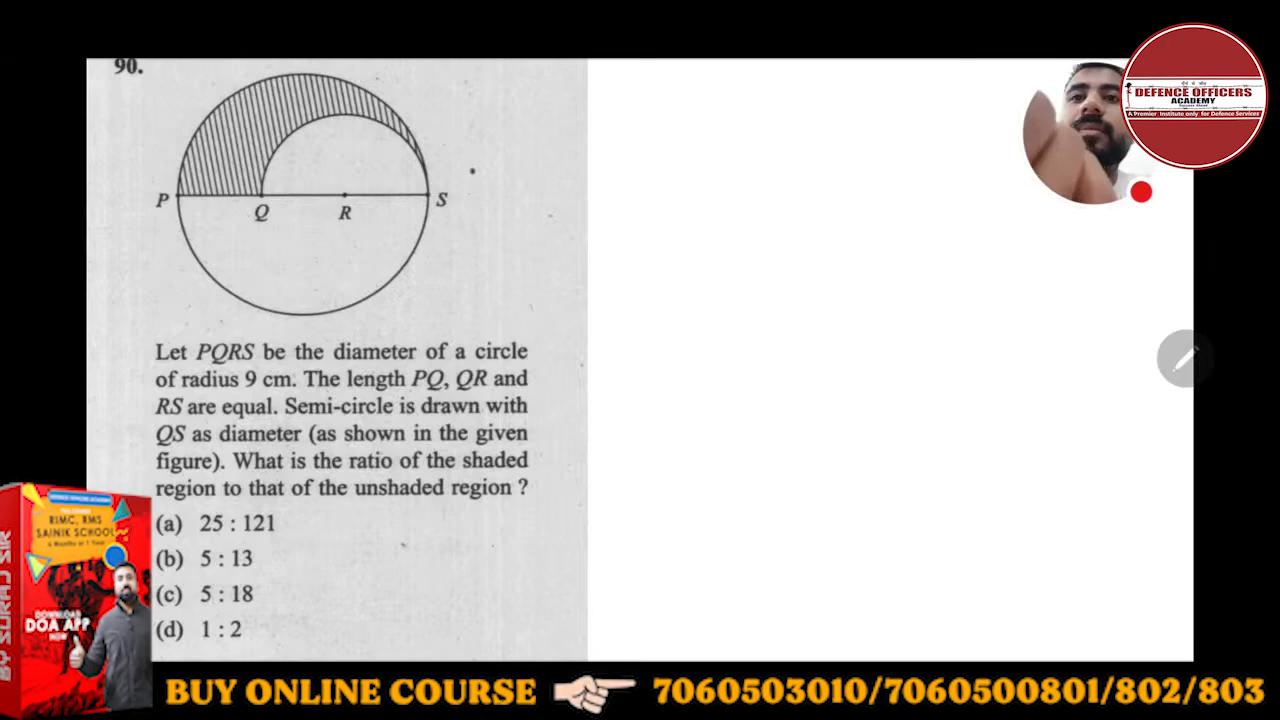 90.
P
Q
R
S
Let PQRS be the diameter of a circle
of radius 9 cm. The length PQ, QR and
RS are equal. Semi-circle is drawn with
QS as diameter (as shown in the given
figure). What is the ratio of the shaded
region to that of the unshaded region ?
(a) 25 : 121
(b) 5 : 13
(c) 5 : 18
(d) 1 : 2
DEFENCE OFFICERS
ACADEMY
A Premier Institute only for Defence Services
RIMC, RMS
SAINIK SCHOOL
DOWNLOAD
DOA APP
NOW
BY SURAJ SIR
BUY ONLINE COURSE 7060503010/7060500801/802/803